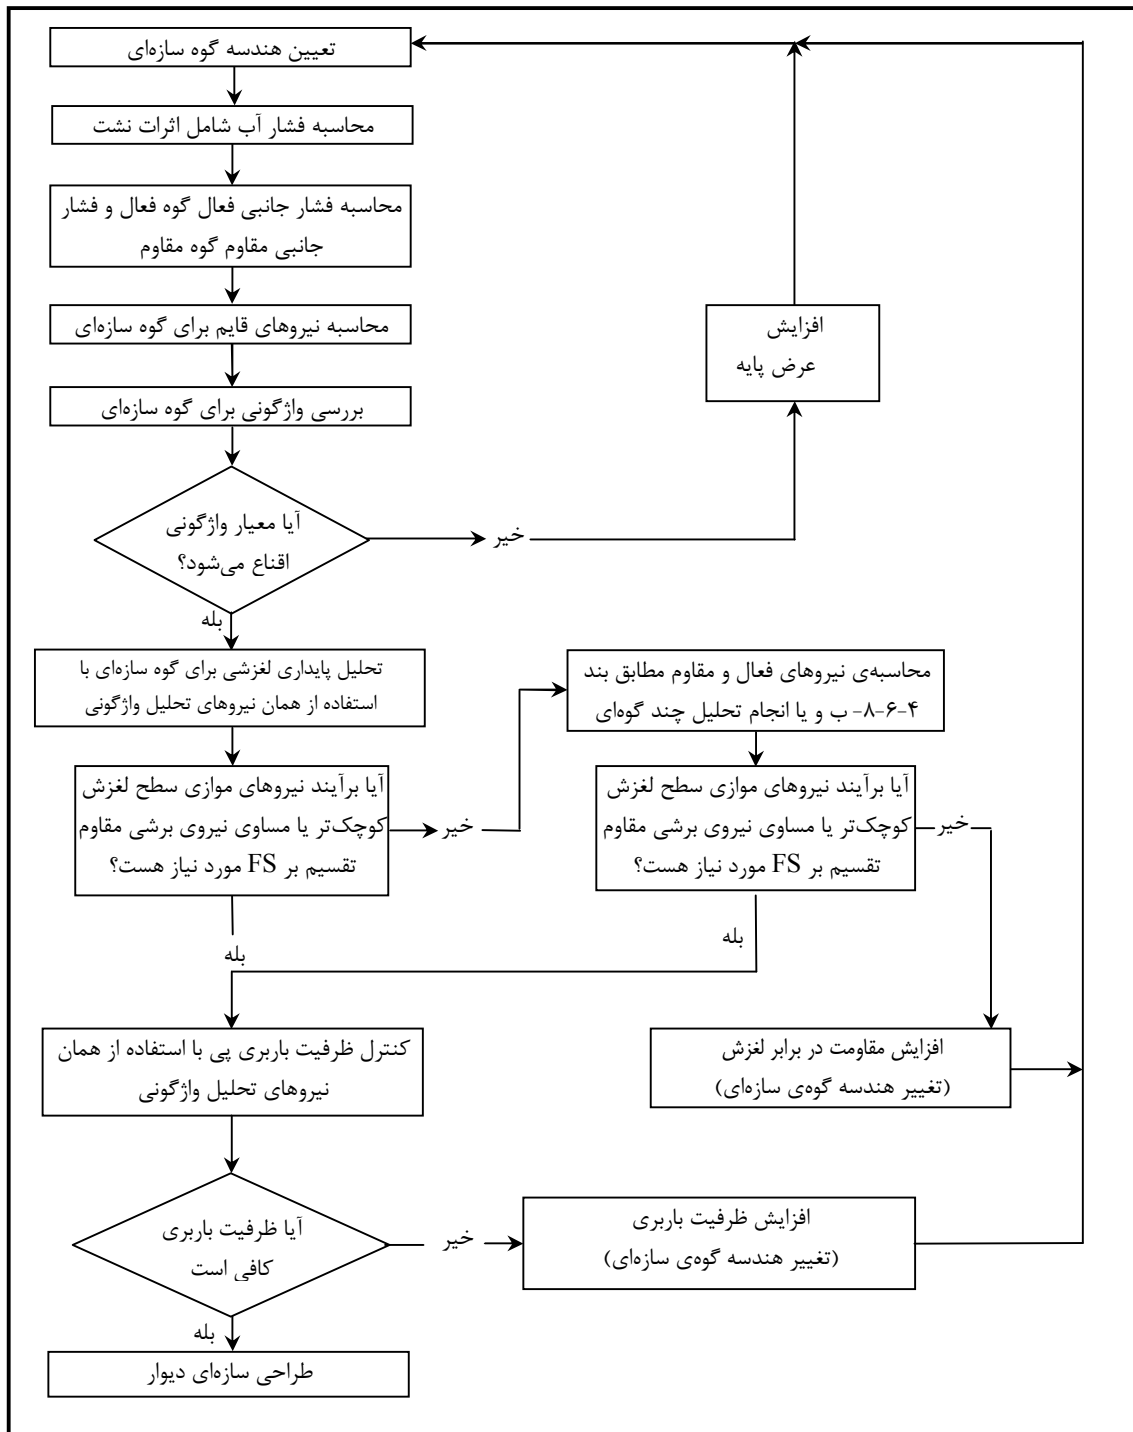 تعیین هندسه گوه سازه‌ای
محاسبه فشار آب شامل اثرات نشت
محاسبه فشار جانبی فعال گوه فعال و فشار
جانبی مقاوم گوه مقاوم
محاسبه نیروهای قایم برای گوه سازه‌ای
افزایش
عرض پایه
بررسی واژگونی برای گوه سازه‌ای
آیا معیار واژگونی
اقناع می‌شود؟
خیر
بله
تحلیل پایداری لغزشی برای گوه سازه‌ای با
استفاده از همان نیروهای تحلیل واژگونی
محاسبه‌ی نیروهای فعال و مقاوم مطابق بند
۴-۶-۸- ب و یا انجام تحلیل چند گوه‌ای
آیا برآیند نیروهای موازی سطح لغزش
کوچک‌تر یا مساوی نیروی برشی مقاوم
تقسیم بر FS مورد نیاز هست؟
خیر
آیا برآیند نیروهای موازی سطح لغزش
کوچک‌تر یا مساوی نیروی برشی مقاوم
تقسیم بر FS مورد نیاز هست؟
خیر
بله
بله
کنترل ظرفیت باربری پی با استفاده از همان
نیروهای تحلیل واژگونی
افزایش مقاومت در برابر لغزش
(تغییر هندسه گوه‌ی سازه‌ای)
آیا ظرفیت باربری
کافی است
خیر
افزایش ظرفیت باربری
(تغییر هندسه گوه‌ی سازه‌ای)
بله
طراحی سازه‌ای دیوار